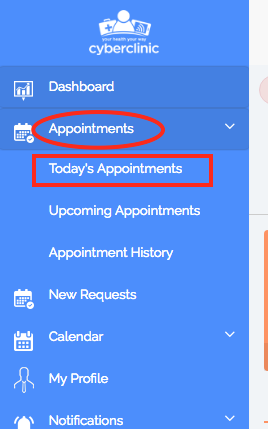 your health your way
cyberclinic
Dashboard
Appointments
Today's Appointments
Upcoming Appointments
Appointment History
New Requests
Calendar
My Profile
Notifications